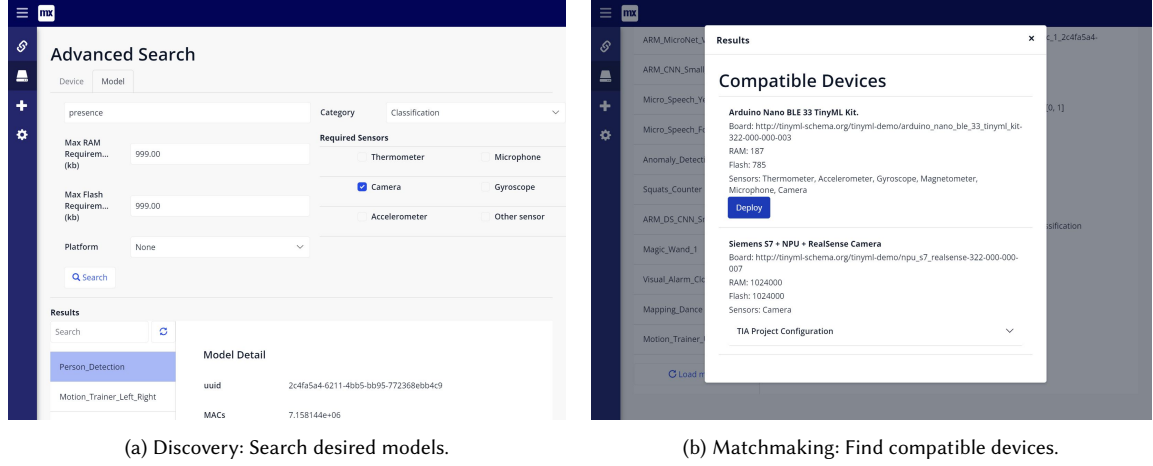 mx
Advanced Search
Device Model
presence
Category Classification
Required Sensors
Max RAM
Requirem...
(kb)
999.00
Thermometer Microphone
Camera Gyroscope
Max Flash
Requirem...
(kb)
999.00
Accelerometer Other sensor
Platform None
Search
Results
Search
Person_Detection
Motion_Trainer_Left_Right
Model Detail
uuid 2c4fa5a4-6211-4bb5-bb95-772368ebb4c9
MACs 7.158144e+06
(a) Discovery: Search desired models.
mx
ARM_MicroNet_
ARM_CNN_Small
Micro_Speech_Ye
Micro_Speech_Fo
Anomaly_Detecti
Squats_Counter
ARM_DS_CNN_S
Magic_Wand_1
Visual_Alarm_Clo
Mapping_Dance
Motion_Trainer_
Load m
c_1_2c4fa5a4-
[0, 1]
ssification
Results ×
Compatible Devices
Arduino Nano BLE 33 TinyML Kit.
Board: http://tinyml-schema.org/tinyml-demo/arduino_nano_ble_33_tinyml_kit-
322-000-000-003
RAM: 187
Flash: 785
Sensors: Thermometer, Accelerometer, Gyroscope, Magnetometer,
Microphone, Camera
Deploy
Siemens S7 + NPU + RealSense Camera
Board: http://tinyml-schema.org/tinyml-demo/npu_s7_realsense-322-000-000-
007
RAM: 1024000
Flash: 1024000
Sensors: Camera
TIA Project Configuration
(b) Matchmaking: Find compatible devices.